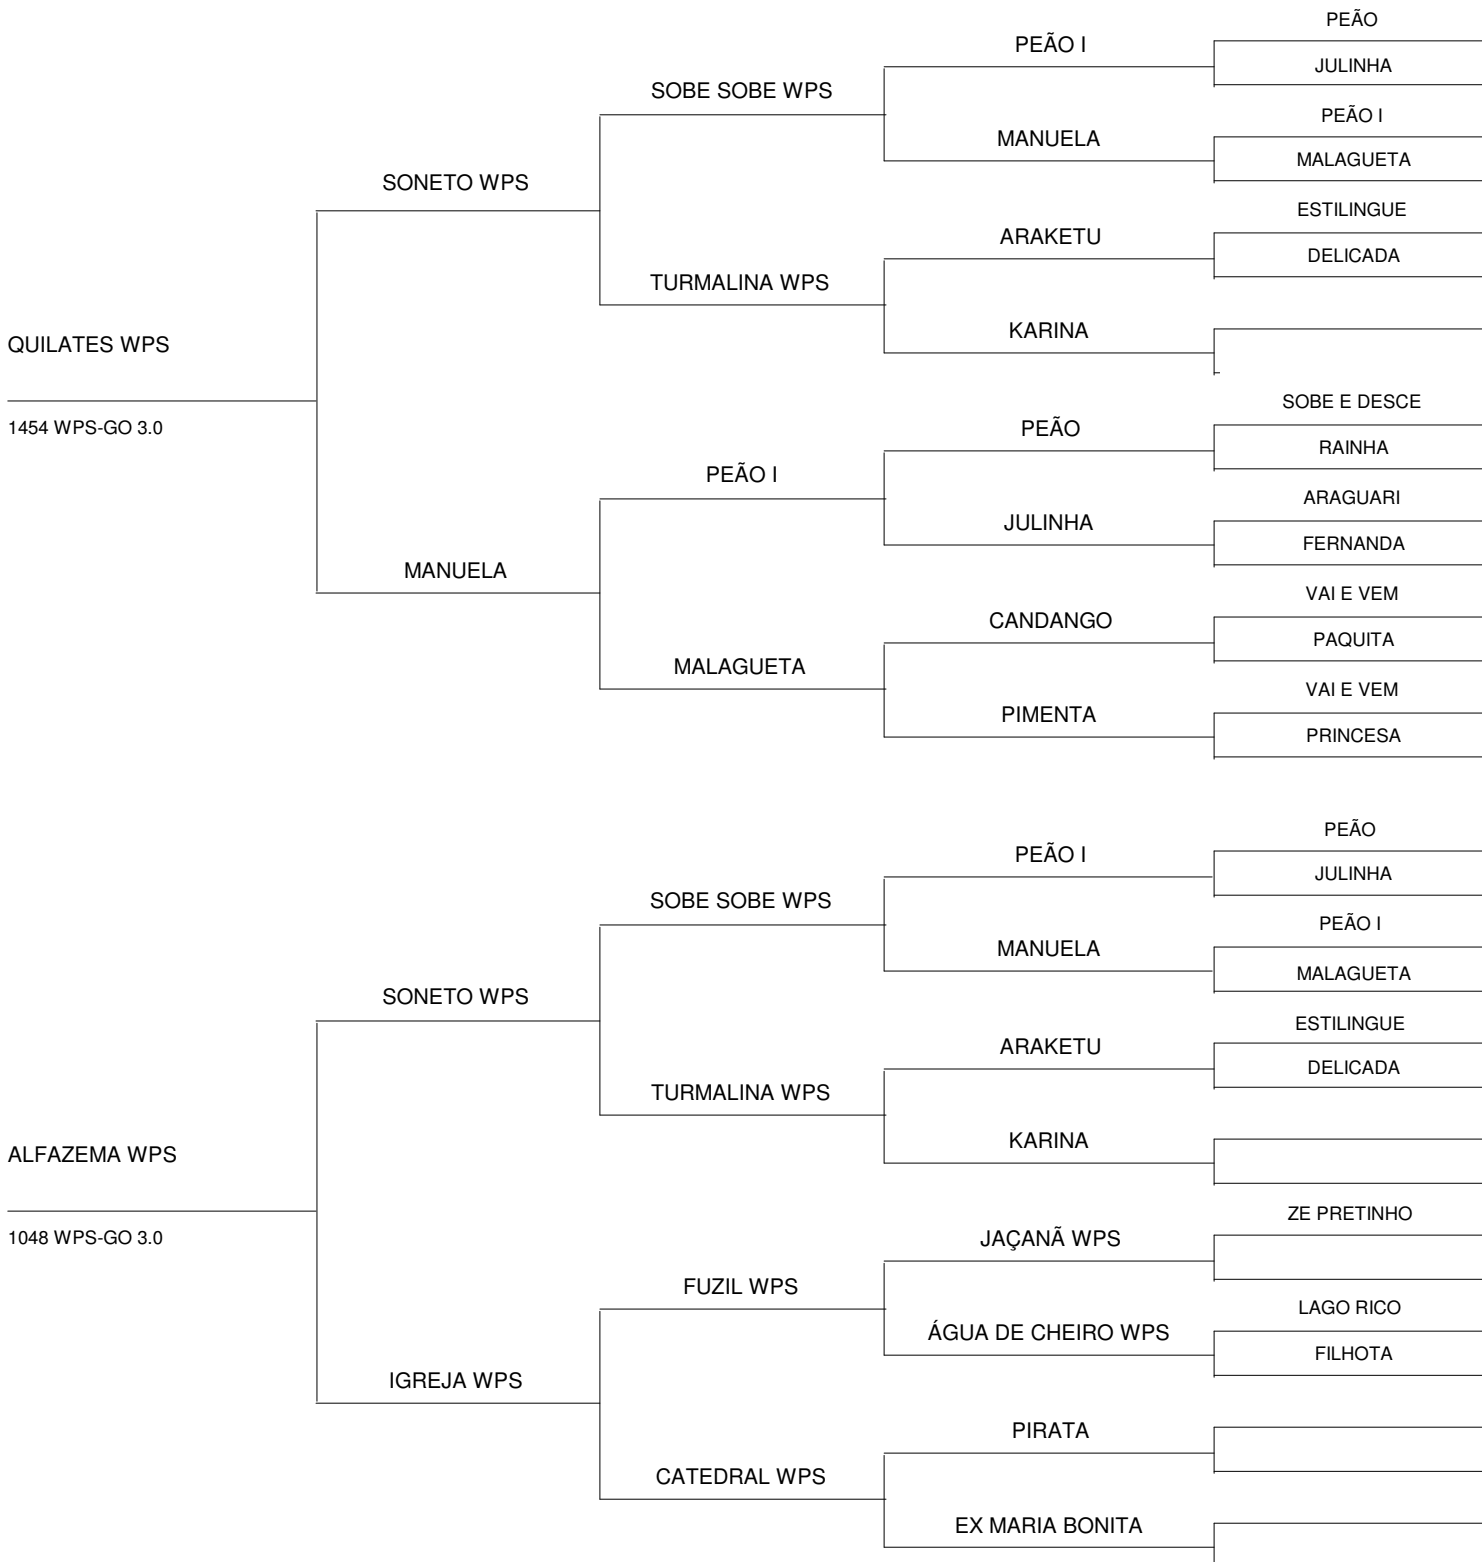 PEÃO
PEÃO I
JULINHA
SOBE SOBE WPS
PEÃO I
MANUELA
MALAGUETA
SONETO WPS
ESTILINGUE
ARAKETU
DELICADA
TURMALINA WPS
KARINA
QUILATES WPS
SOBE E DESCE
1454 WPS-GO 3.0
PEÃO
RAINHA
PEÃO I
ARAGUARI
JULINHA
FERNANDA
MANUELA
VAI E VEM
CANDANGO
PAQUITA
MALAGUETA
VAI E VEM
PIMENTA
PRINCESA
PEÃO
PEÃO I
JULINHA
SOBE SOBE WPS
PEÃO I
MANUELA
MALAGUETA
SONETO WPS
ESTILINGUE
ARAKETU
DELICADA
TURMALINA WPS
KARINA
ALFAZEMA WPS
ZE PRETINHO
1048 WPS-GO 3.0
JAÇANÃ WPS
FUZIL WPS
LAGO RICO
ÁGUA DE CHEIRO WPS
FILHOTA
IGREJA WPS
PIRATA
CATEDRAL WPS
EX MARIA BONITA